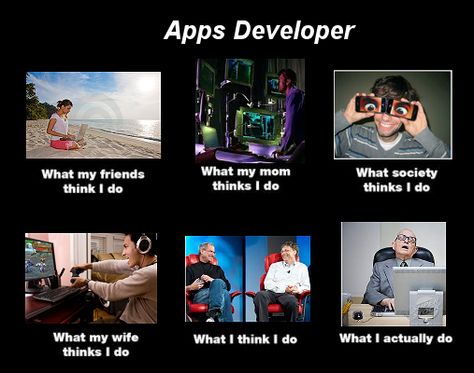 Apps Developer
What my friends
think I do
What my mom
thinks I do
What society
thinks I do
What my wife
thinks I do
What I think I do
What I actually do